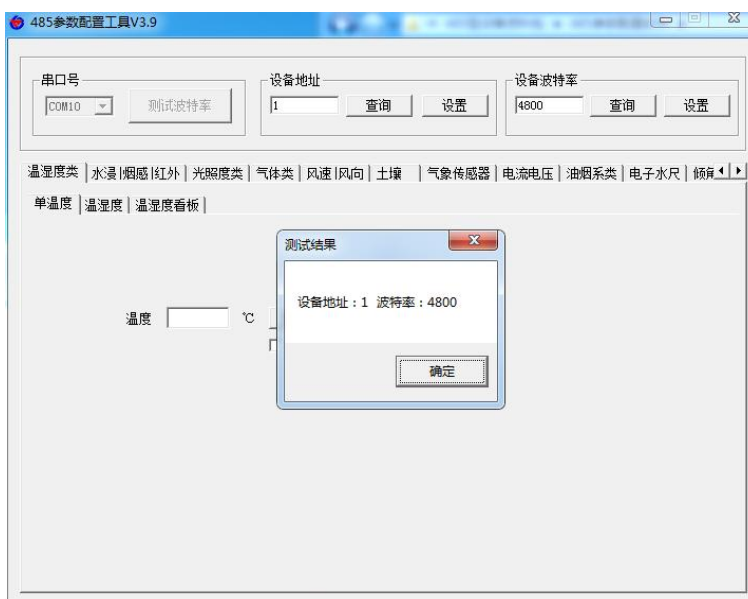 485参数配置工具V3.9
串口号
COM10
测试波特率
设备地址
1
查询
设置
设备波特率
4800
查询
设置
温湿度类 水浸|烟感|红外 光照度类 气体类 风速|风向 土壤 气象传感器 电流电压 油烟系类 电子水尺
单温度 温湿度 温湿度看板
测试结果
设备地址：1 波特率：4800
确定
温度 ℃